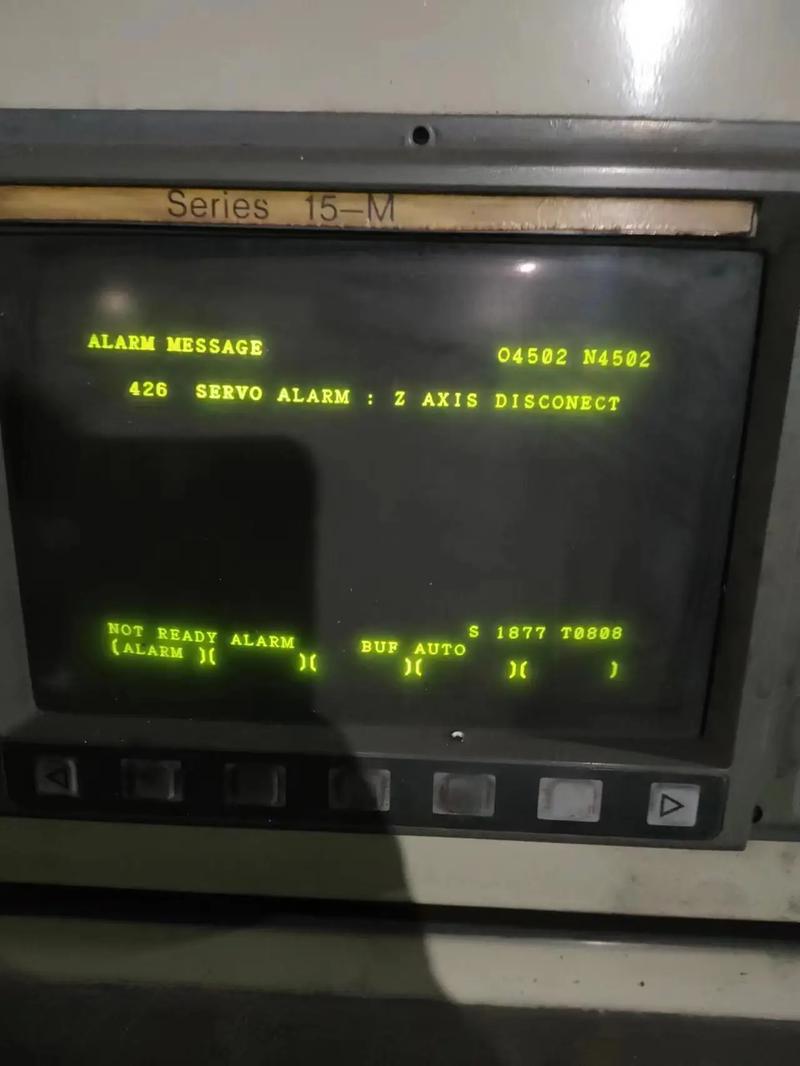 Series 15-M
ALARM MESSAGE O4502 N4502
426 SERVO ALARM : Z AXIS DISCONECT
S 1877 T0808
NOT READY ALARM BUF AUTO
(ALARM )( )( )( )( )